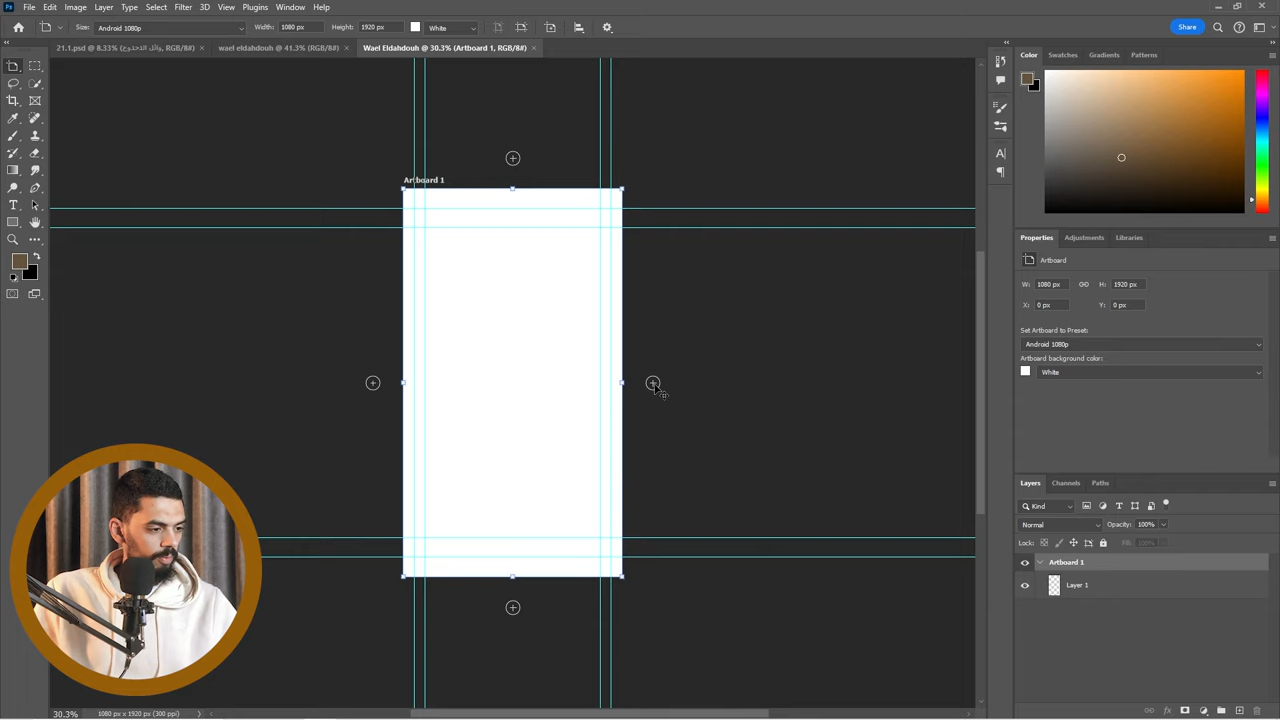 Ps File Edit Image Layer Type Select Filter 3D View Plugins Window Help
Size: Android 1080p Width: 1080 px Height: 1920 px White Share
21.1.psd @ 8.33% (وائل الدحدوح, RGB/8#) × wael eldahdouh @ 41.3% (RGB/8#) × Wael Eldahdouh @ 30.3% (Artboard 1, RGB/8#) ×
Color Swatches Gradients Patterns
Artboard 1
Properties Adjustments Libraries
Artboard
W: 1080 px H: 1920 px
X: 0 px Y: 0 px
Set Artboard to Preset:
Android 1080p
Artboard background color:
White
Layers Channels Paths
Kind
Normal Opacity: 100%
Lock: Fill: 100%
Artboard 1
Layer 1
30.3% 1080 px x 1920 px (300 ppi)